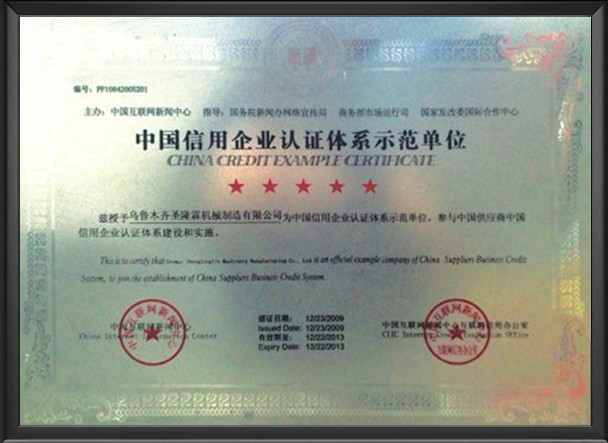 编号：PP10842005201
主办：中国互联网新闻中心 指导：国务院新闻办网络宣传局 商务部市场运行司 国家发改委国际合作中心
中国信用企业认证体系示范单位
CHINA CREDIT EXAMPLE CERTIFICATE
兹授予乌鲁木齐圣隆霖机械制造有限公司为中国信用企业认证体系示范单位，参与中国供应商中国
信用企业认证体系建设和实施。
This is to certify that Machinery Manufacturing Co., Ltd is an official example company of China Suppliers Business Credit
System, to join the establishment of China Suppliers Business Credit System.
中国互联网新闻中心
China Internet Information Center
颁证日期： 12/23/2009
Issued Date: 12/23/2009
有效期至： 12/22/2013
Expiry Date: 12/22/2013
中国互联网新闻中心互联网信用办公室
CIIC Internet Credit Office